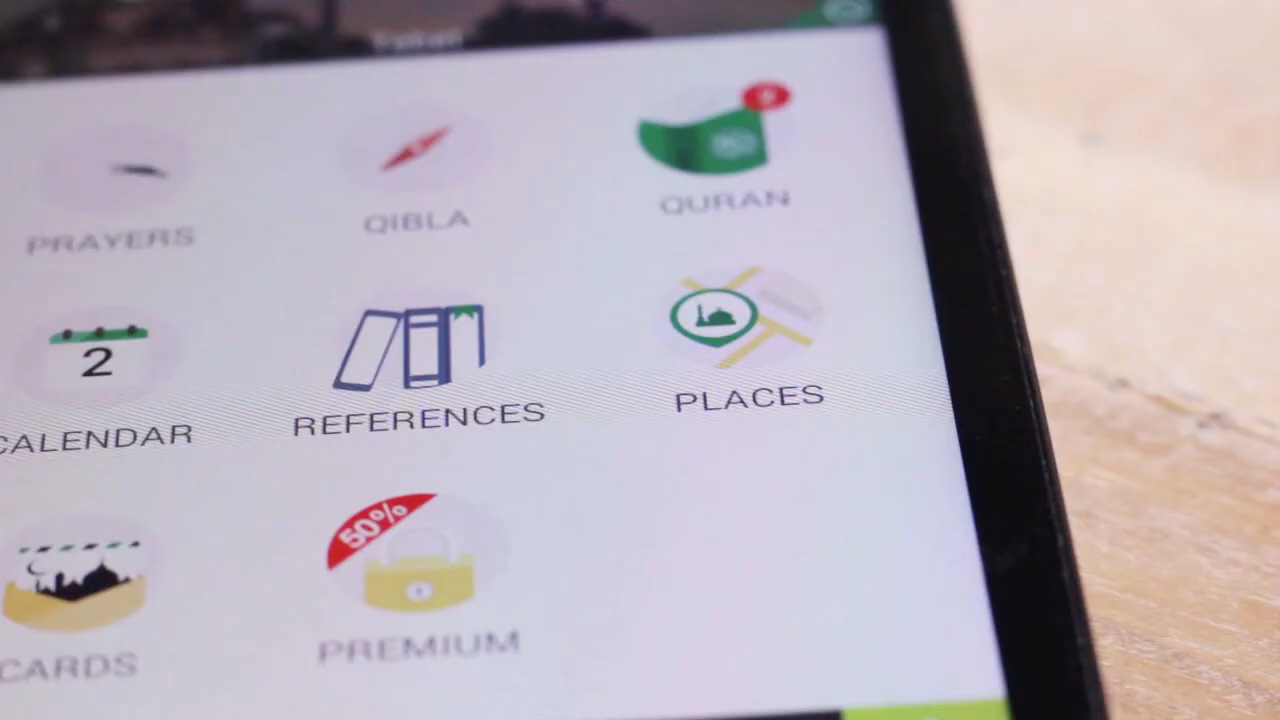 PRAYERS
QIBLA
QURAN
2
CALENDAR
REFERENCES
PLACES
50%
CARDS
PREMIUM